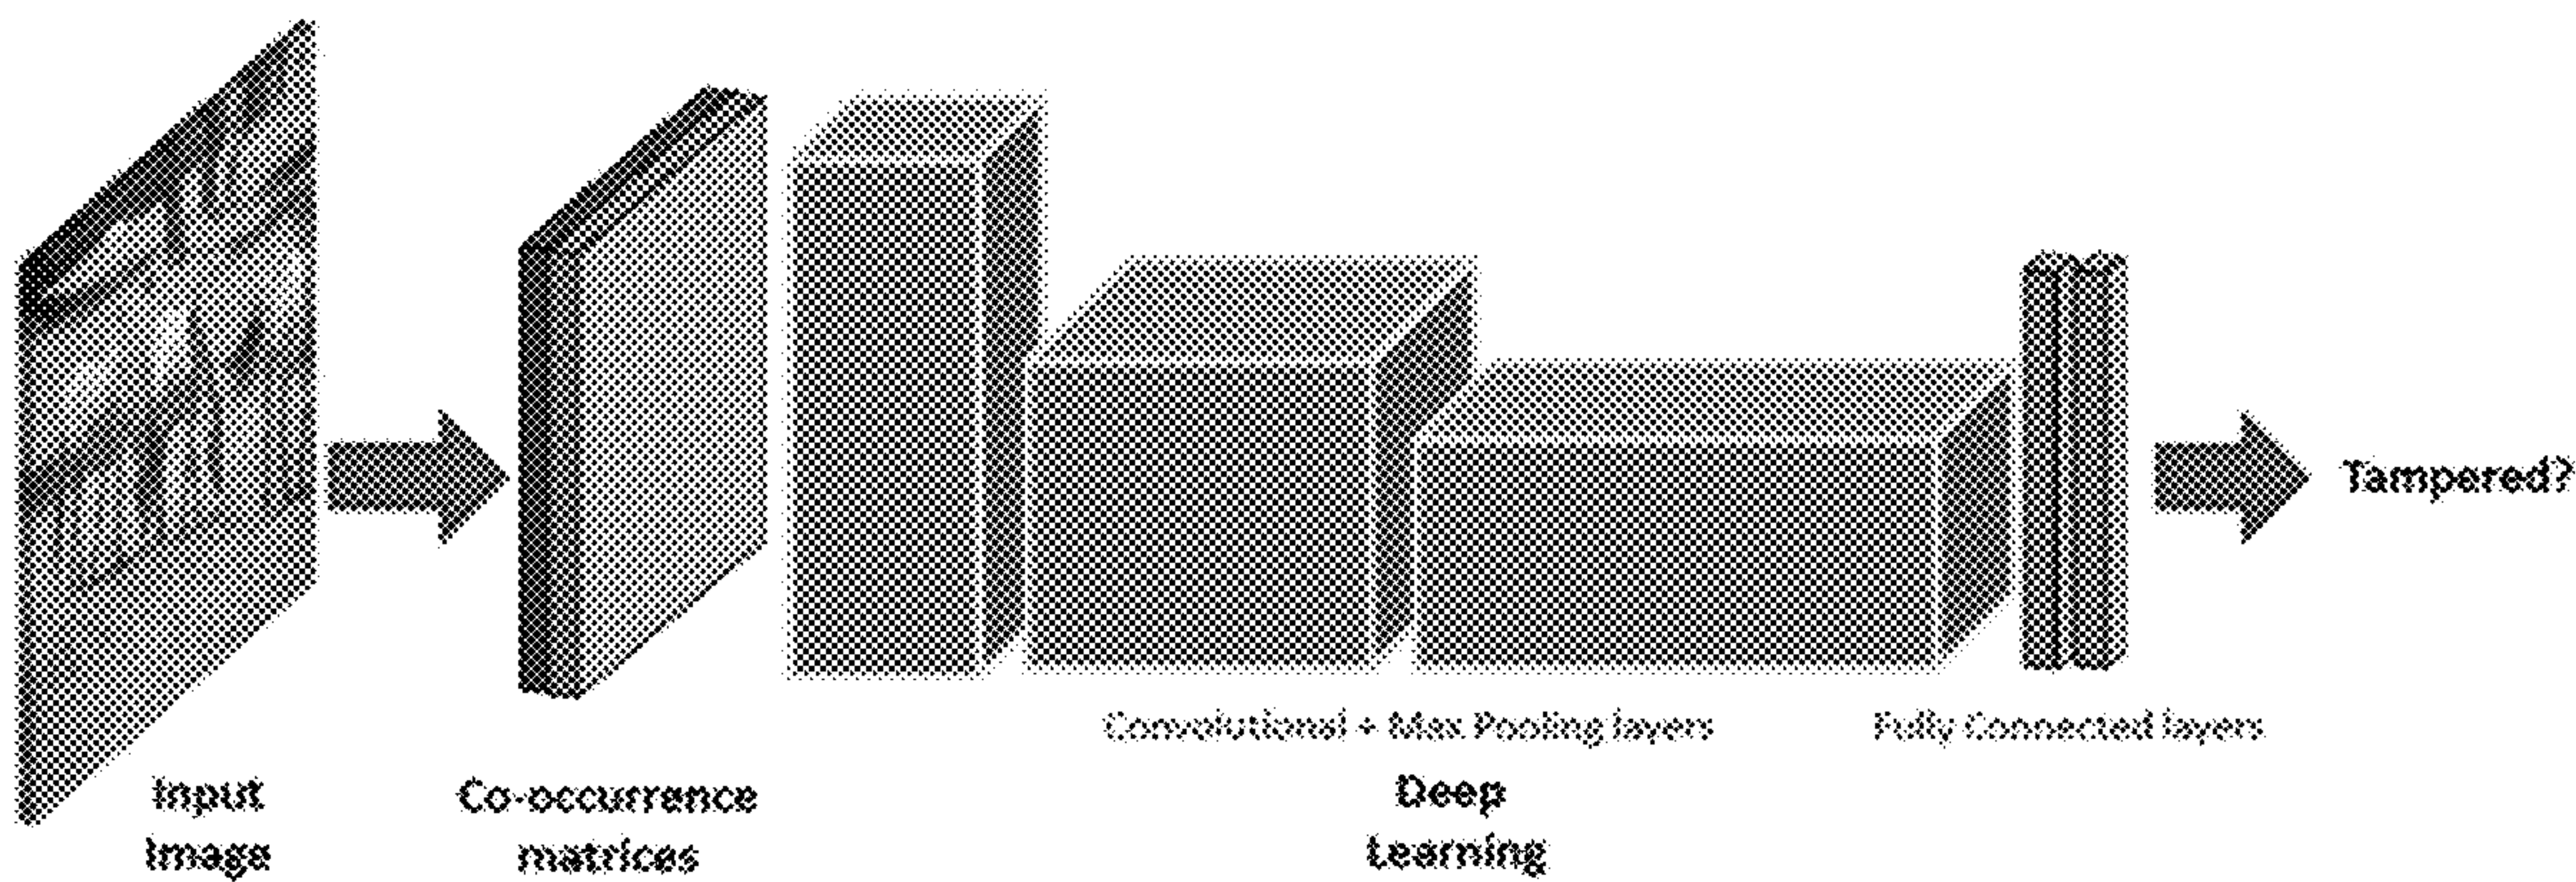 Tampered?
Convolutional + Max Pooling layers
Fully Connected layers
Input
Image
Co-occurrence
matrices
Deep
Learning